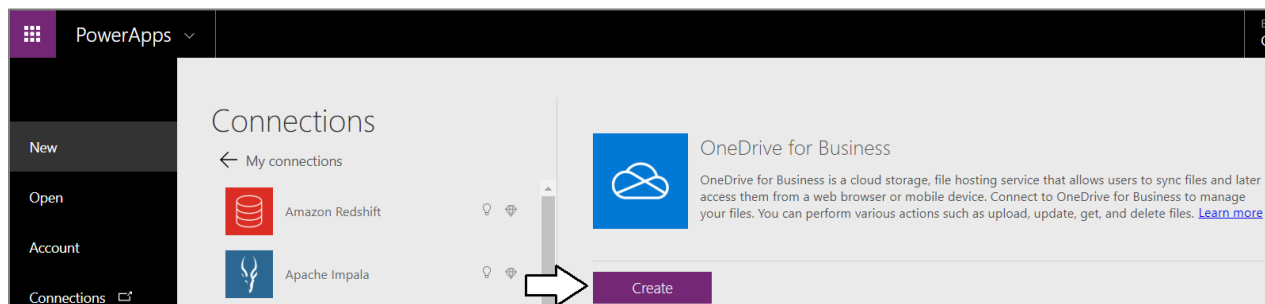 PowerApps
New
Open
Account
Connections
Connections
My connections
Amazon Redshift
Apache Impala
OneDrive for Business
OneDrive for Business is a cloud storage, file hosting service that allows users to sync files and later
access them from a web browser or mobile device. Connect to OneDrive for Business to manage
your files. You can perform various actions such as upload, update, get, and delete files. Learn more
Create